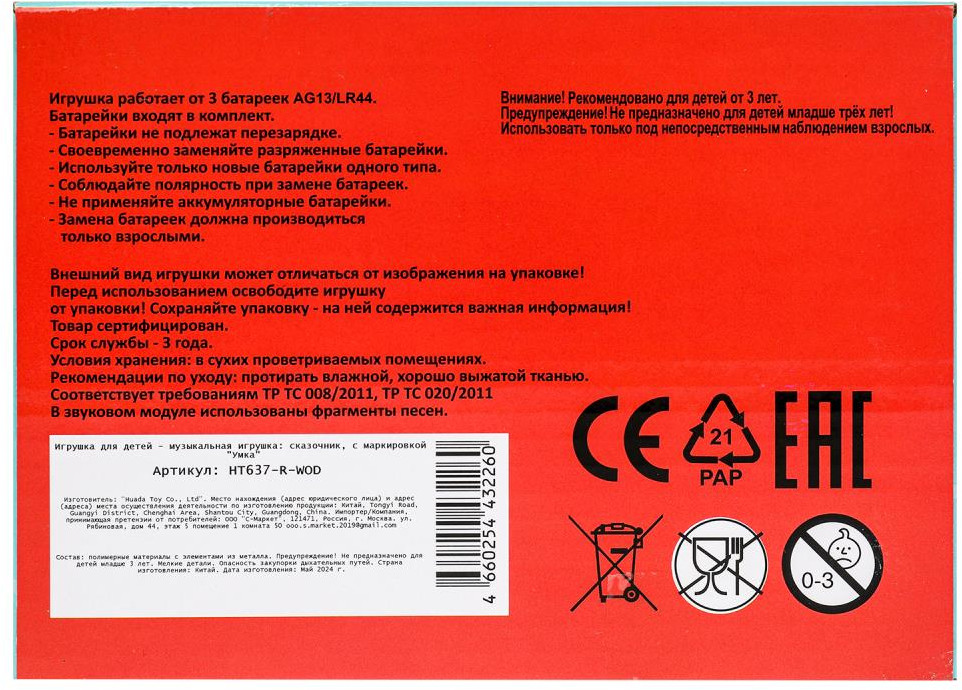 Игрушка работает от 3 батареек AG13/LR44.
Батарейки входят в комплект.
- Батарейки не подлежат перезарядке.
- Своевременно заменяйте разряженные батарейки.
- Используйте только новые батарейки одного типа.
- Соблюдайте полярность при замене батареек.
- Не применяйте аккумуляторные батарейки.
- Замена батареек должна производиться
только взрослыми.
Внимание! Рекомендовано для детей от 3 лет.
Предупреждение! Не предназначено для детей младше трёх лет!
Использовать только под непосредственным наблюдением взрослых.
Внешний вид игрушки может отличаться от изображения на упаковке!
Перед использованием освободите игрушку
от упаковки! Сохраняйте упаковку - на ней содержится важная информация!
Товар сертифицирован.
Срок службы - 3 года.
Условия хранения: в сухих проветриваемых помещениях.
Рекомендации по уходу: протирать влажной, хорошо выжатой тканью.
Соответствует требованиям ТР ТС 008/2011, ТР ТС 020/2011
В звуковом модуле использованы фрагменты песен.
Игрушка для детей - музыкальная игрушка: сказочник, с маркировкой
"Умка"
Артикул: HT637-R-WOD
Изготовитель: "Huada Toy Co., Ltd". Место нахождения (адрес юридического лица) и адрес
(адреса) места осуществления деятельности по изготовлению продукции: Китай, Tongyi Road,
Guangyi District, Chenghai Area, Shantou City, Guangdong, China. Импортер/Компания,
принимающая претензии от потребителей: ООО "С-Маркет", 121471, Россия, г. Москва. ул.
Рябиновая, дом 44, этаж 5 помещение 1 комната 50 ooo.s.market.2019@gmail.com
Состав: полимерные материалы с элементами из металла. Предупреждение! Не предназначено для
детей младше 3 лет. Мелкие детали. Опасность закупорки дыхательных путей. Страна
изготовления: Китай. Дата изготовления: Май 2024 г.
4 660254 432260
CE
21
PAP
EAC
0-3